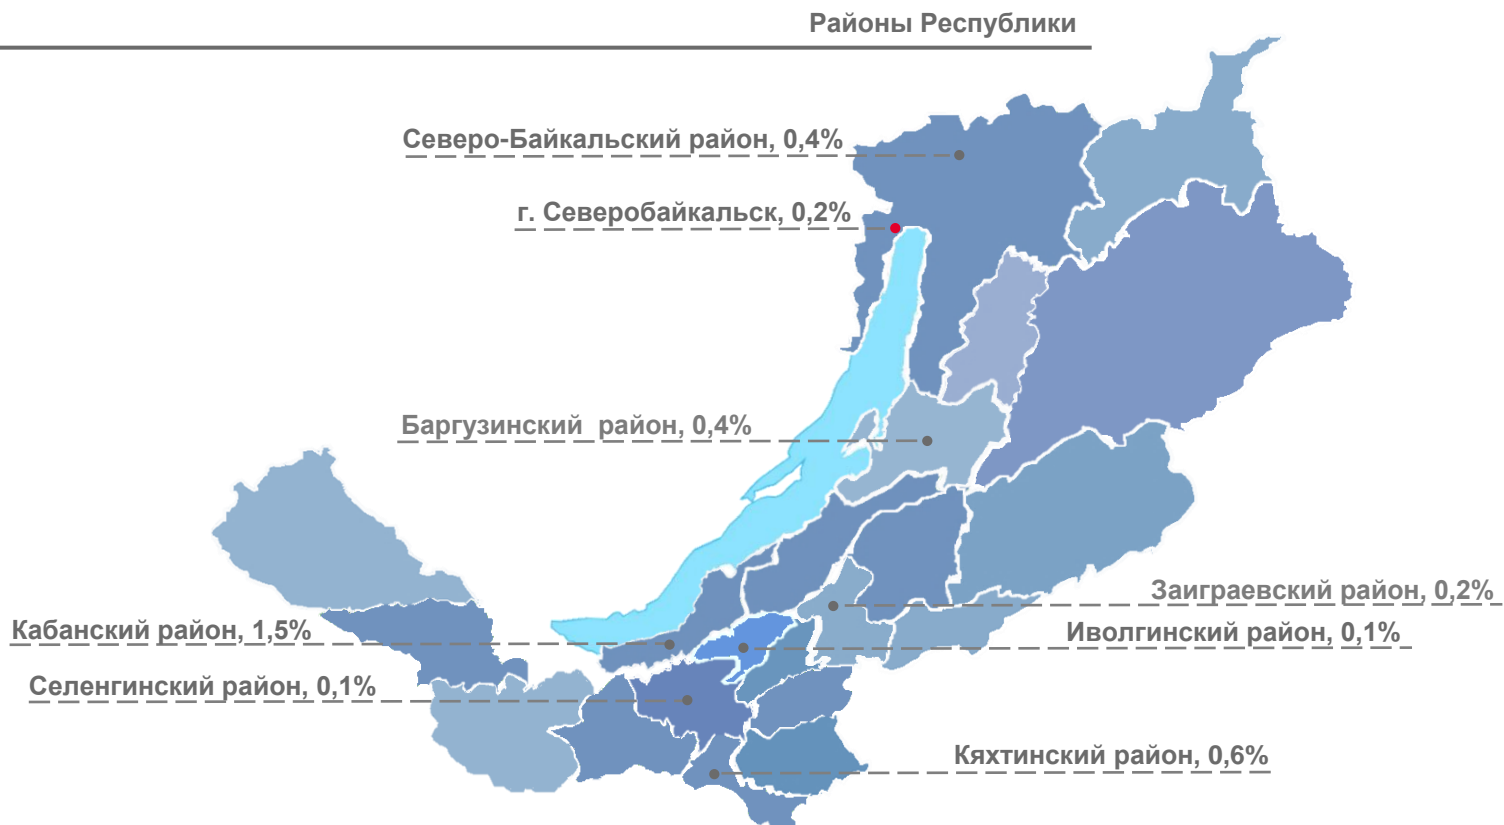 Районы Республики
Северо-Байкальский район, 0,4%
г. Северобайкальск, 0,2%
Баргузинский район, 0,4%
Заиграевский район, 0,2%
Кабанский район, 1,5%
Иволгинский район, 0,1%
Селенгинский район, 0,1%
Кяхтинский район, 0,6%